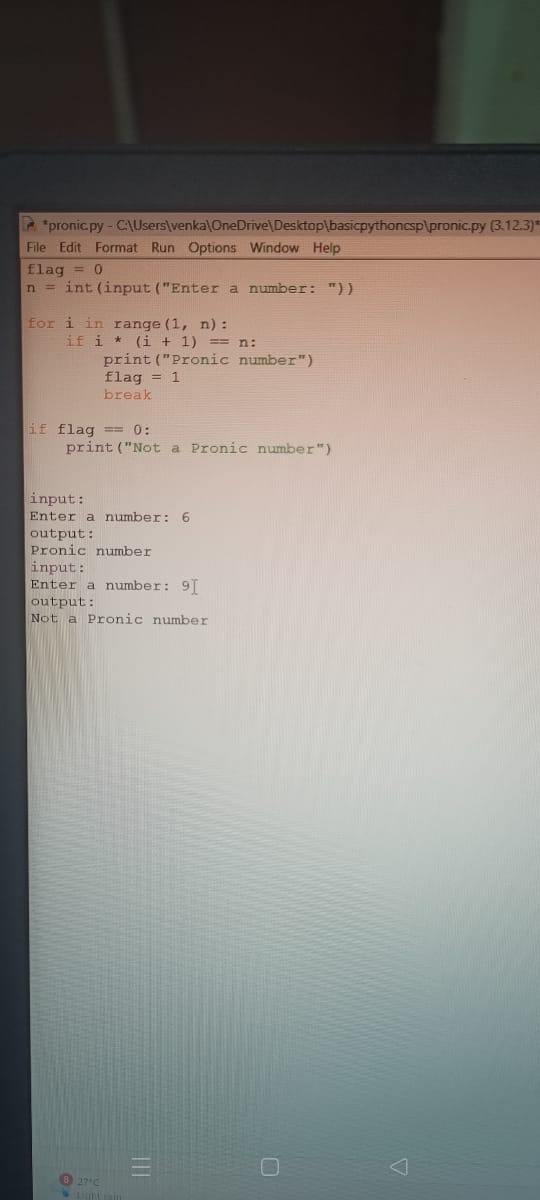 *pronic.py - C:\Users\venka\OneDrive\Desktop\basicpythoncsp\pronic.py (3.12.3)*
File Edit Format Run Options Window Help
flag = 0
n = int(input("Enter a number: "))
for i in range(1, n):
    if i * (i + 1) == n:
        print("Pronic number")
        flag = 1
        break
if flag == 0:
    print("Not a Pronic number")
input:
Enter a number: 6
output:
Pronic number
input:
Enter a number: 9
output:
Not a Pronic number
8 27°C
Light rain